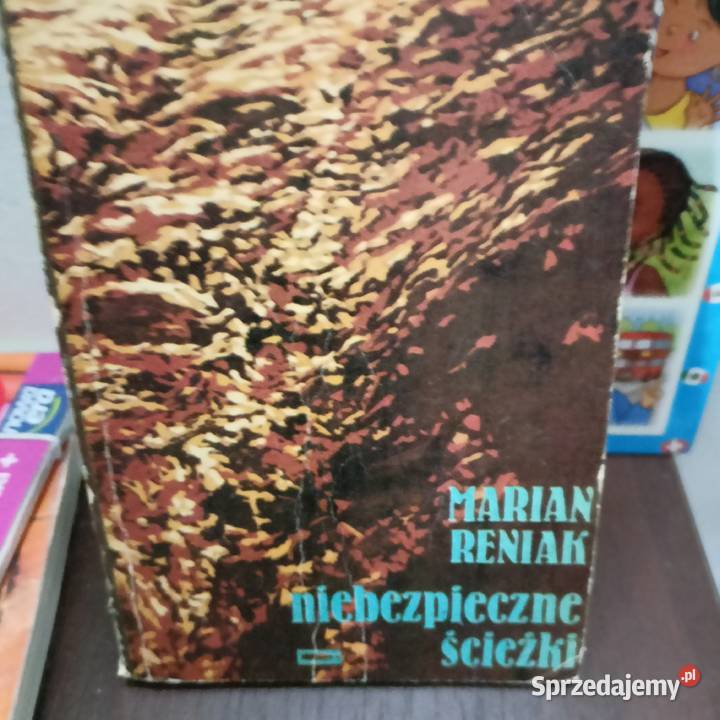 MARIAN
RENIAK
niebezpieczne
ścieżki
Sprzedajemy.pl